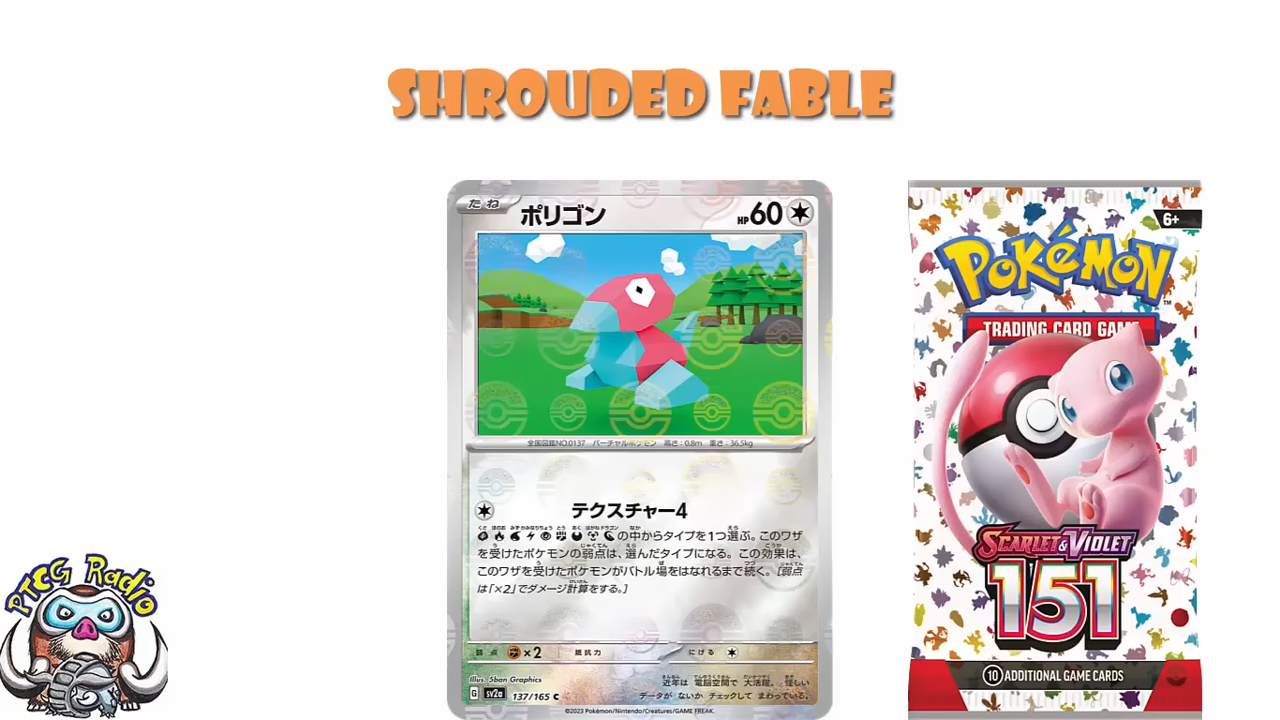 SHROUDED FABLE
たね ポリゴン HP60
全国図鑑NO.0137 バーチャルポケモン 高さ:0.8m 重さ:36.5kg
テクスチャー4
の中からタイプを1つ選ぶ。このワザ
を受けたポケモンの弱点は、選んだタイプになる。この効果は、
このワザを受けたポケモンがバトル場をはなれるまで続く。[弱点
は「×2」でダメージ計算をする。]
弱点 ×2 抵抗力 にげる
Illus. 5ban Graphics
近年は 電脳空間で 大活躍。 怪しい
データが ないか チェックして まわっている。
G sv2a 137/165 C
©2023 Pokémon/Nintendo/Creatures/GAME FREAK.
6+
POKéMON
TM
TRADING CARD GAME
SCARLET & VIOLET
151
10 ADDITIONAL GAME CARDS
PTCG Radio